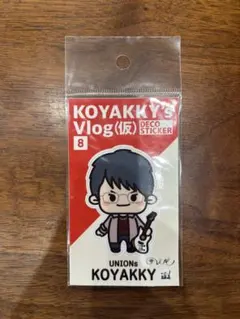 KOYAKKY's
Vlog(仮)
DECO
STICKER
8
UNIONs
KOYAKKY